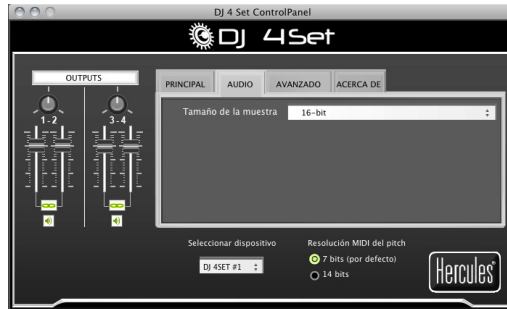 DJ 4 Set ControlPanel
DJ 4Set
OUTPUTS
1-2
3-4
PRINCIPAL
AUDIO
AVANZADO
ACERCA DE
Tamaño de la muestra
16-bit
Seleccionar dispositivo
DJ 4SET #1
Resolución MIDI del pitch
7 bits (por defecto)
14 bits
Hercules